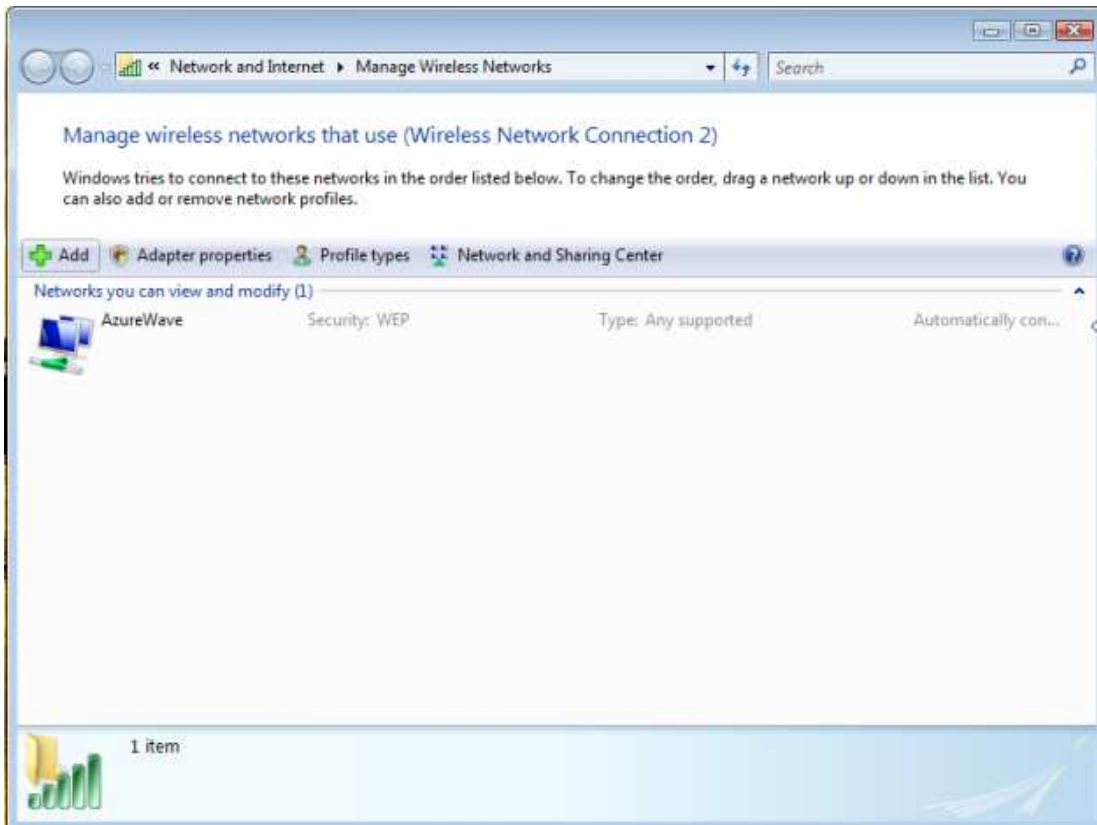 « Network and Internet ▸ Manage Wireless Networks
Search
Manage wireless networks that use (Wireless Network Connection 2)
Windows tries to connect to these networks in the order listed below. To change the order, drag a network up or down in the list. You
can also add or remove network profiles.
Add Adapter properties Profile types Network and Sharing Center
Networks you can view and modify (1)
AzureWave Security: WEP Type: Any supported Automatically con...
1 item